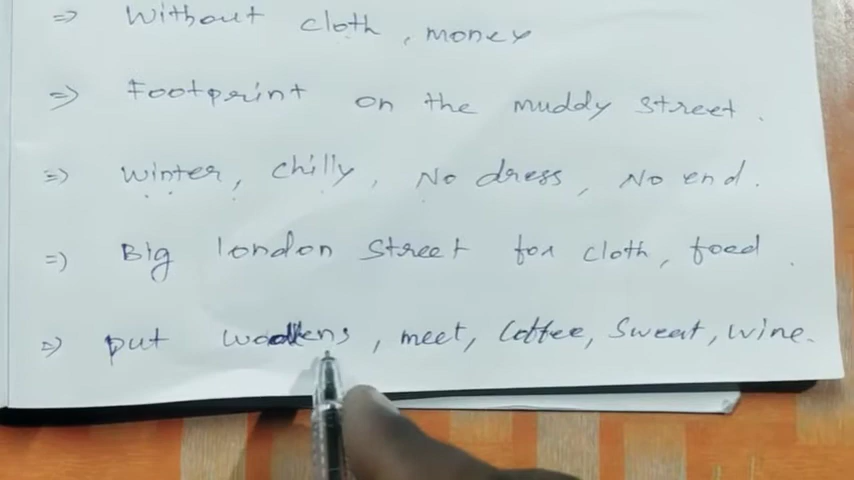 ⇒ Without cloth, money
⇒ Footprint on the muddy street.
⇒ Winter, chilly, No dress, No end.
⇒ Big london street for cloth, food.
⇒ put woollens, meet, Coffee, Sweat, wine.